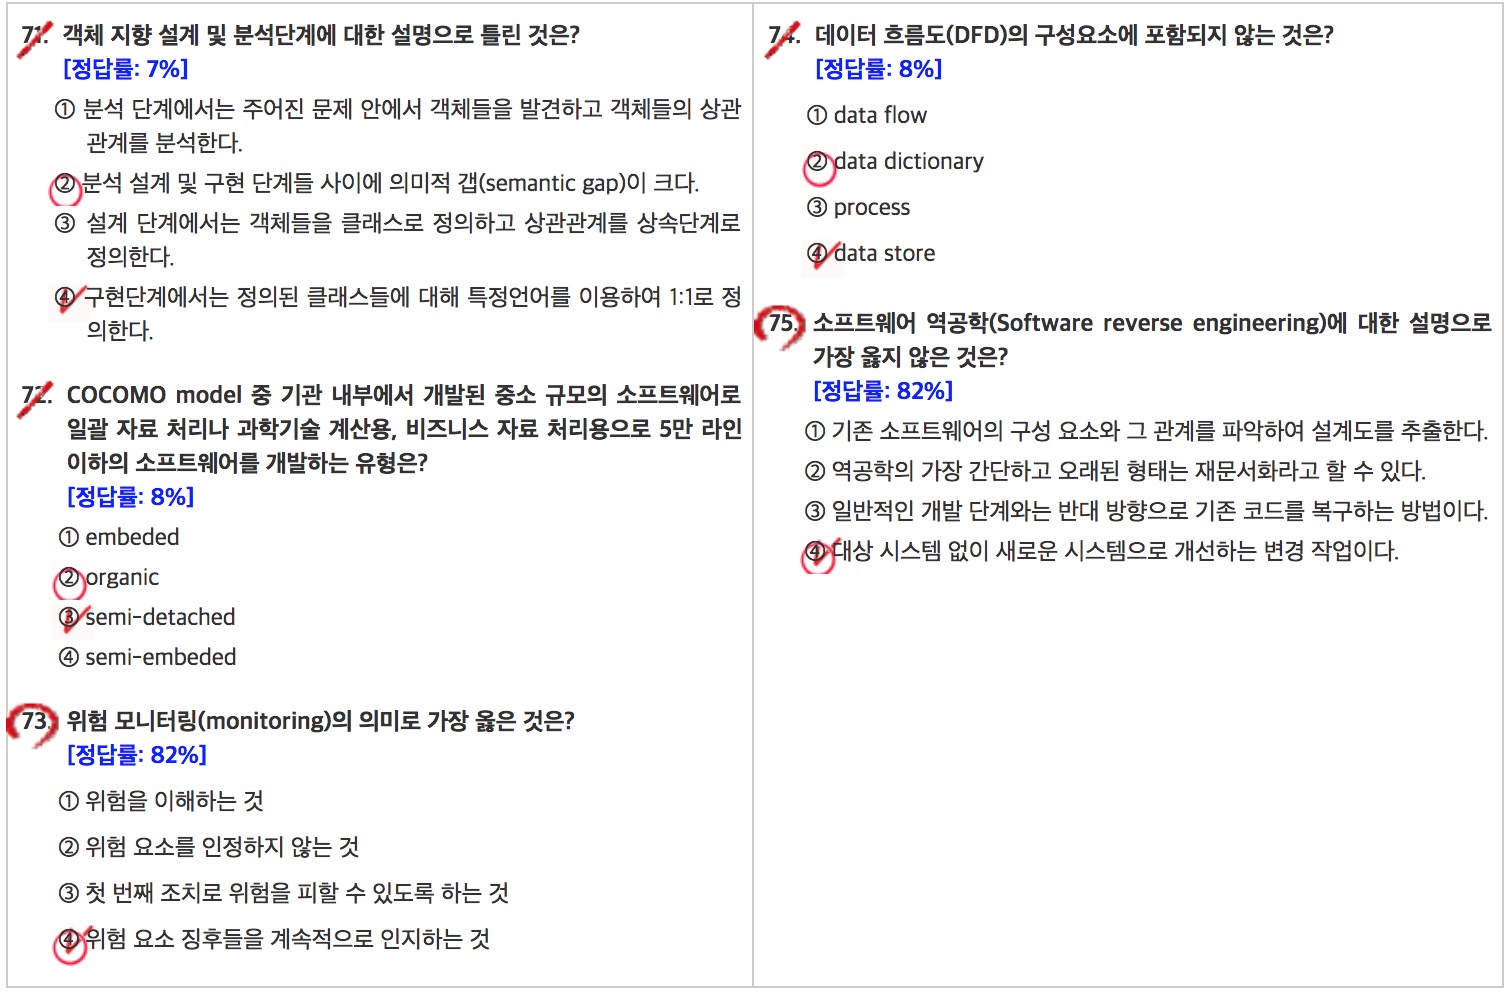 71. 객체 지향 설계 및 분석단계에 대한 설명으로 틀린 것은?
[정답률: 7%]
① 분석 단계에서는 주어진 문제 안에서 객체들을 발견하고 객체들의 상관
관계를 분석한다.
② 분석 설계 및 구현 단계들 사이에 의미적 갭(semantic gap)이 크다.
③ 설계 단계에서는 객체들을 클래스로 정의하고 상관관계를 상속단계로
정의한다.
④ 구현단계에서는 정의된 클래스들에 대해 특정언어를 이용하여 1:1로 정
의한다.
72. COCOMO model 중 기관 내부에서 개발된 중소 규모의 소프트웨어로
일괄 자료 처리나 과학기술 계산용, 비즈니스 자료 처리용으로 5만 라인
이하의 소프트웨어를 개발하는 유형은?
[정답률: 8%]
① embeded
② organic
③ semi-detached
④ semi-embeded
73. 위험 모니터링(monitoring)의 의미로 가장 옳은 것은?
[정답률: 82%]
① 위험을 이해하는 것
② 위험 요소를 인정하지 않는 것
③ 첫 번째 조치로 위험을 피할 수 있도록 하는 것
④ 위험 요소 징후들을 계속적으로 인지하는 것
74. 데이터 흐름도(DFD)의 구성요소에 포함되지 않는 것은?
[정답률: 8%]
① data flow
② data dictionary
③ process
④ data store
75. 소프트웨어 역공학(Software reverse engineering)에 대한 설명으로
가장 옳지 않은 것은?
[정답률: 82%]
① 기존 소프트웨어의 구성 요소와 그 관계를 파악하여 설계도를 추출한다.
② 역공학의 가장 간단하고 오래된 형태는 재문서화라고 할 수 있다.
③ 일반적인 개발 단계와는 반대 방향으로 기존 코드를 복구하는 방법이다.
④ 대상 시스템 없이 새로운 시스템으로 개선하는 변경 작업이다.